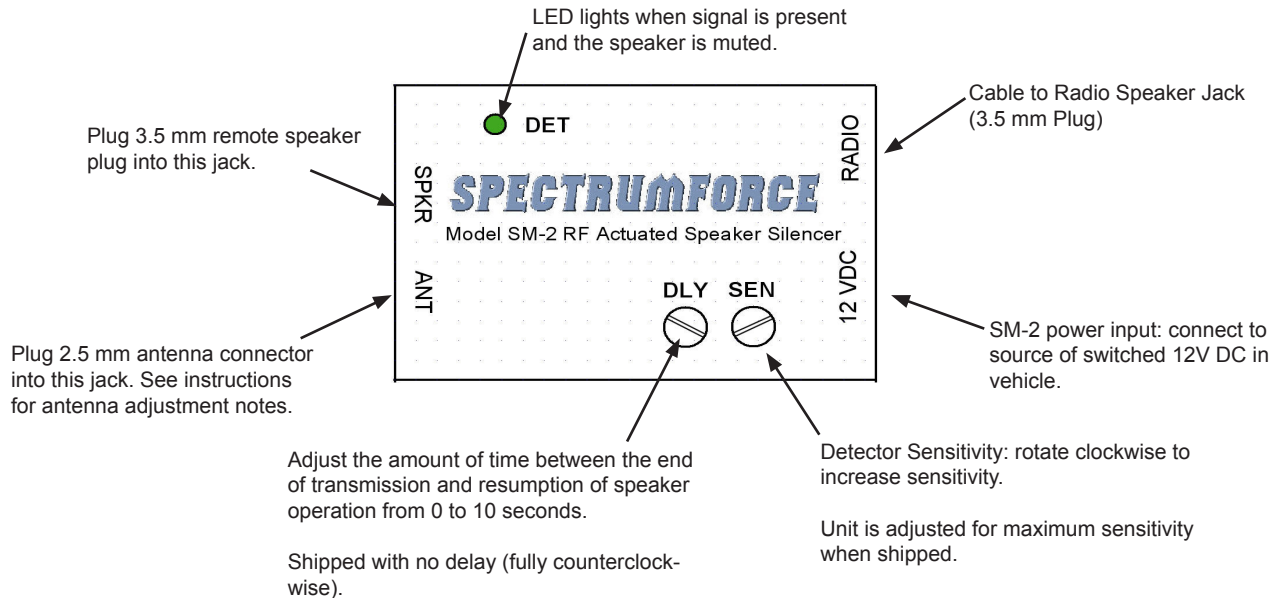 LED lights when signal is present
and the speaker is muted.
Cable to Radio Speaker Jack
(3.5 mm Plug)
Plug 3.5 mm remote speaker
plug into this jack.
DET
RADIO
SPKR
SPECTRUMFORCE
Model SM-2 RF Actuated Speaker Silencer
ANT
DLY SEN
12 VDC
SM-2 power input: connect to
source of switched 12V DC in
vehicle.
Plug 2.5 mm antenna connector
into this jack. See instructions
for antenna adjustment notes.
Adjust the amount of time between the end
of transmission and resumption of speaker
operation from 0 to 10 seconds.
Shipped with no delay (fully counterclock-
wise).
Detector Sensitivity: rotate clockwise to
increase sensitivity.
Unit is adjusted for maximum sensitivity
when shipped.